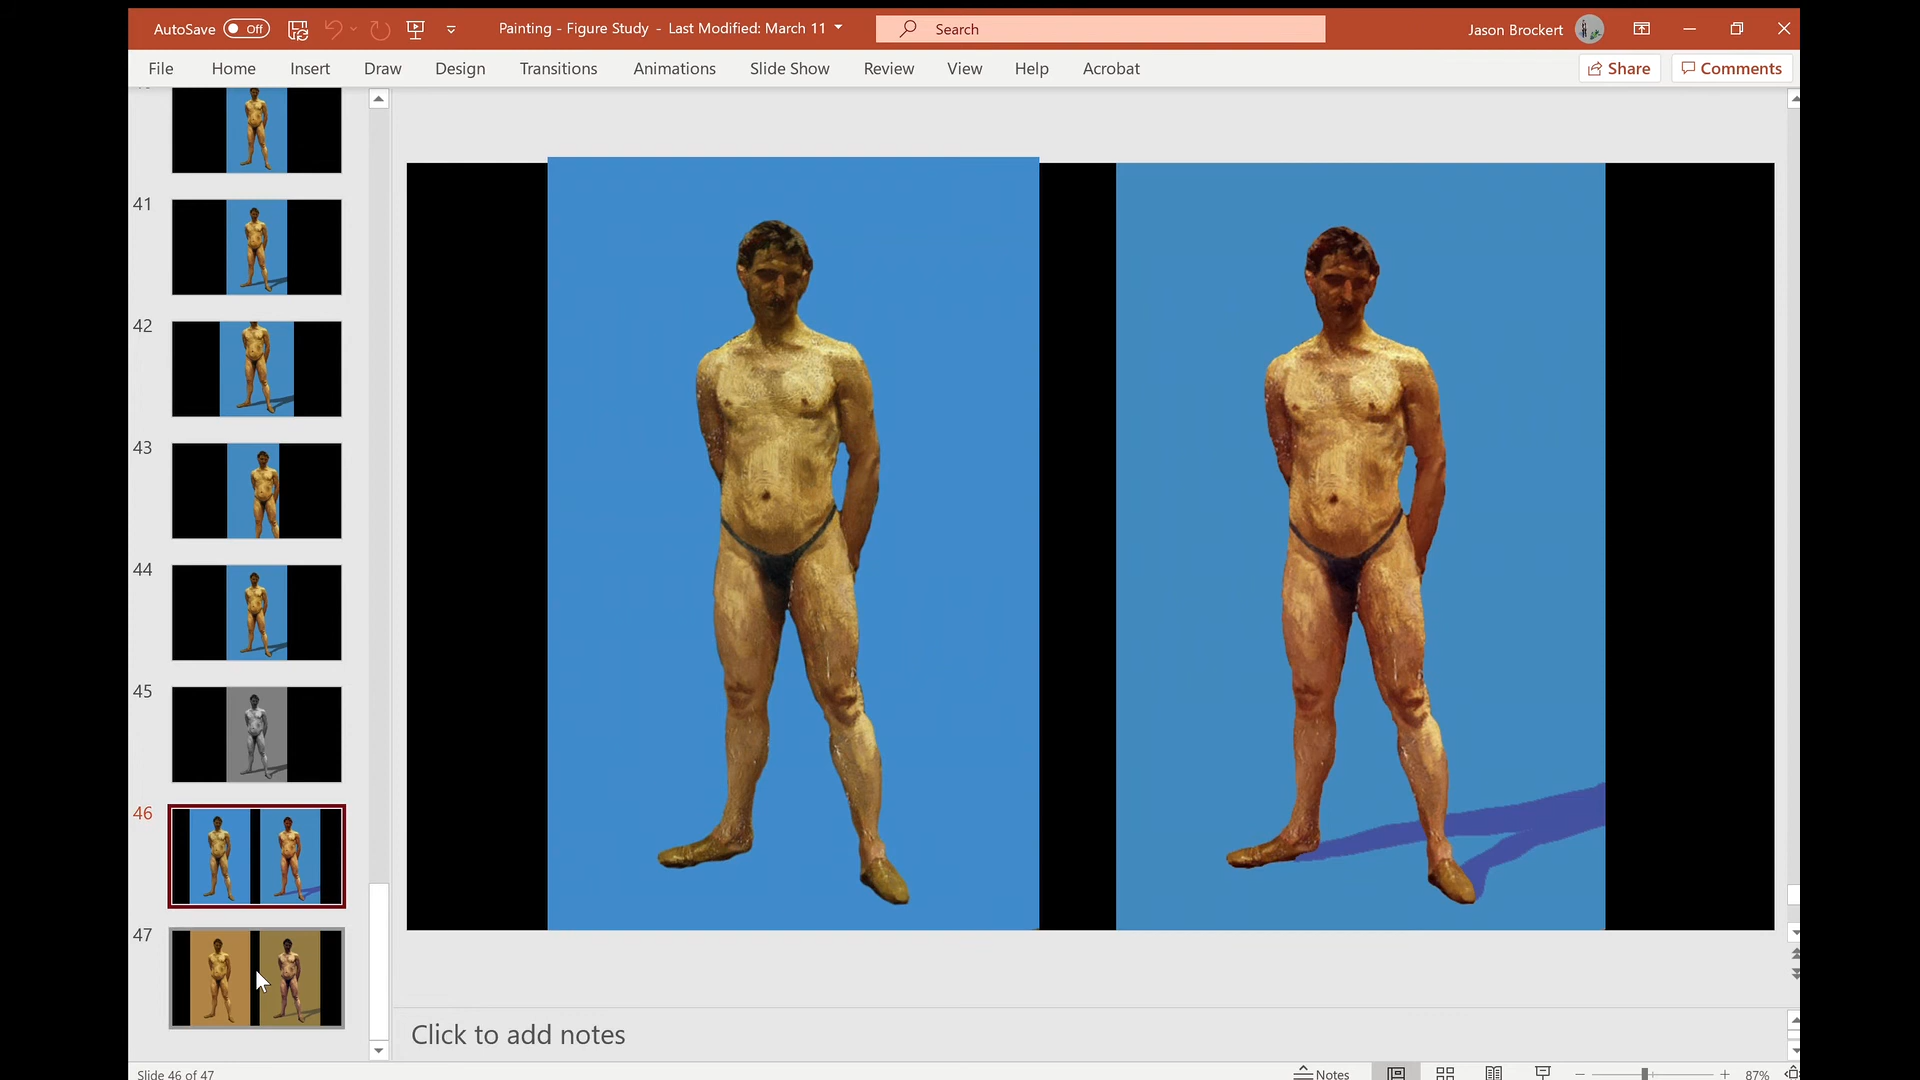 AutoSave Off Painting - Figure Study - Last Modified: March 11 Search Jason Brockert
File Home Insert Draw Design Transitions Animations Slide Show Review View Help Acrobat Share Comments
41
42
43
44
45
46
47
Click to add notes
Slide 46 of 47 Notes 87%